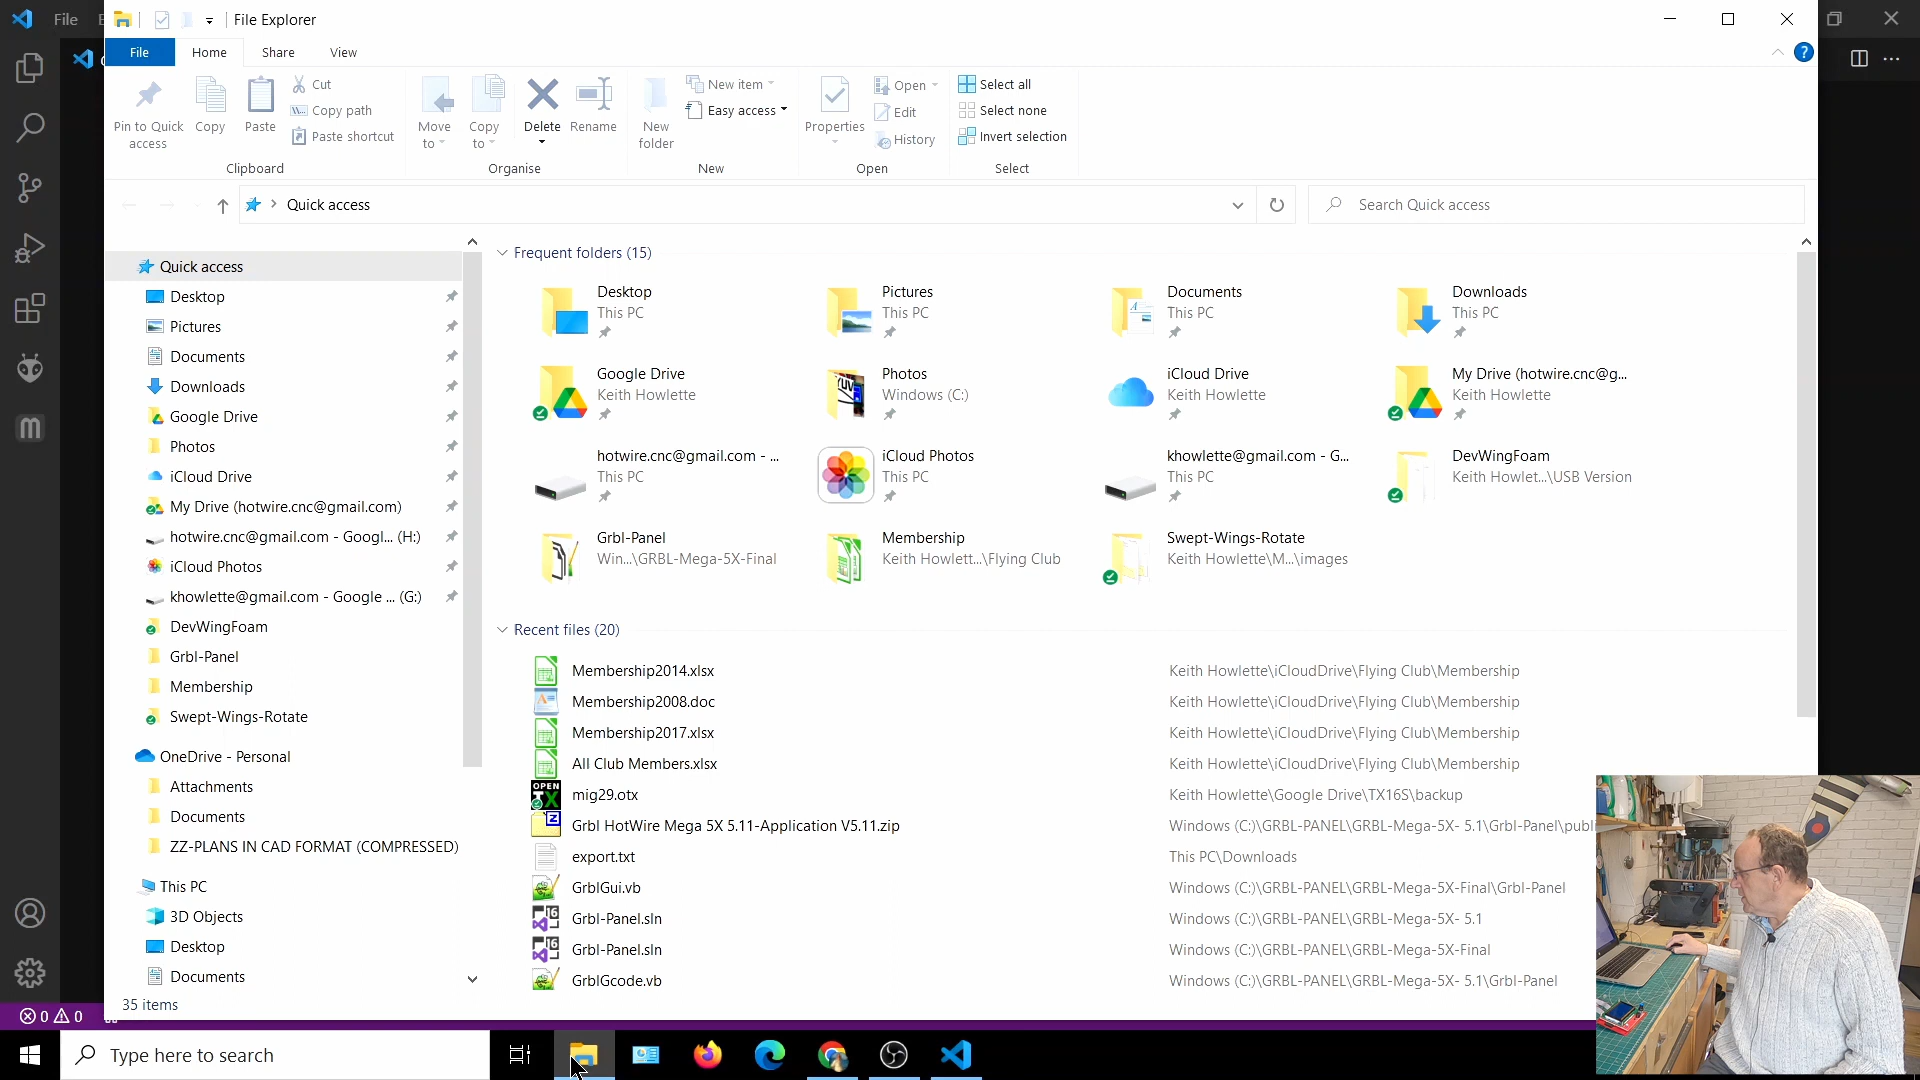 File
File Explorer
File
Home
Share
View
Pin to Quick access
Copy
Paste
Cut
Copy path
Paste shortcut
Clipboard
Move to
Copy to
Delete
Rename
Organise
New folder
New item
Easy access
New
Properties
Open
Edit
History
Open
Select all
Select none
Invert selection
Select
Quick access
Search Quick access
Quick access
Desktop
Pictures
Documents
Downloads
Google Drive
Photos
iCloud Drive
My Drive (hotwire.cnc@gmail.com)
hotwire.cnc@gmail.com - Googl... (H:)
iCloud Photos
khowlette@gmail.com - Google ... (G:)
DevWingFoam
Grbl-Panel
Membership
Swept-Wings-Rotate
OneDrive - Personal
Attachments
Documents
ZZ-PLANS IN CAD FORMAT (COMPRESSED)
This PC
3D Objects
Desktop
Documents
35 items
Frequent folders (15)
Desktop
This PC
Pictures
This PC
Documents
This PC
Downloads
This PC
Google Drive
Keith Howlette
Photos
Windows (C:)
iCloud Drive
Keith Howlette
My Drive (hotwire.cnc@g...
Keith Howlette
hotwire.cnc@gmail.com - ...
This PC
iCloud Photos
This PC
khowlette@gmail.com - G...
This PC
DevWingFoam
Keith Howlet...\USB Version
Grbl-Panel
Win...\GRBL-Mega-5X-Final
Membership
Keith Howlett...\Flying Club
Swept-Wings-Rotate
Keith Howlette\M...\images
Recent files (20)
Membership2014.xlsx Keith Howlette\iCloudDrive\Flying Club\Membership
Membership2008.doc Keith Howlette\iCloudDrive\Flying Club\Membership
Membership2017.xlsx Keith Howlette\iCloudDrive\Flying Club\Membership
All Club Members.xlsx Keith Howlette\iCloudDrive\Flying Club\Membership
mig29.otx Keith Howlette\Google Drive\TX16S\backup
Grbl HotWire Mega 5X 5.11-Application V5.11.zip Windows (C:)\GRBL-PANEL\GRBL-Mega-5X- 5.1\Grbl-Panel\publi
export.txt This PC\Downloads
GrblGui.vb Windows (C:)\GRBL-PANEL\GRBL-Mega-5X-Final\Grbl-Panel
Grbl-Panel.sln Windows (C:)\GRBL-PANEL\GRBL-Mega-5X- 5.1
Grbl-Panel.sln Windows (C:)\GRBL-PANEL\GRBL-Mega-5X-Final
GrblGcode.vb Windows (C:)\GRBL-PANEL\GRBL-Mega-5X- 5.1\Grbl-Panel
0 0
Type here to search